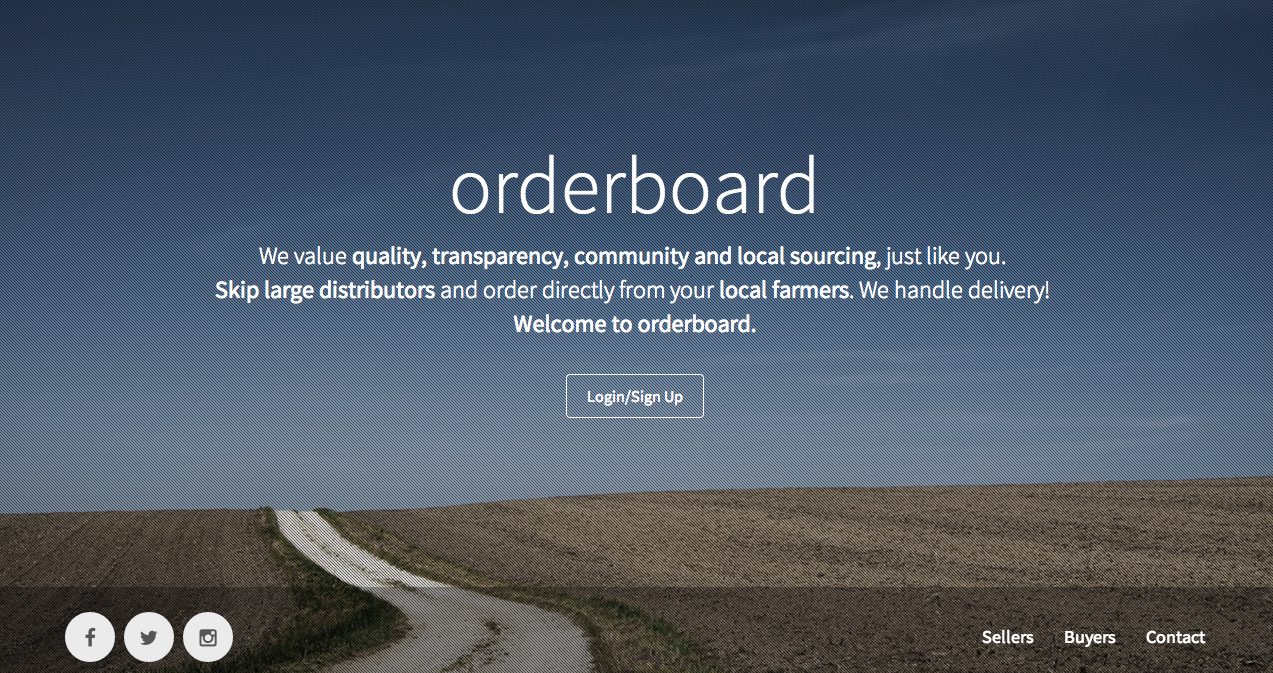 orderboard
We value quality, transparency, community and local sourcing, just like you.
Skip large distributors and order directly from your local farmers. We handle delivery!
Welcome to orderboard.
Login/Sign Up
Sellers Buyers Contact